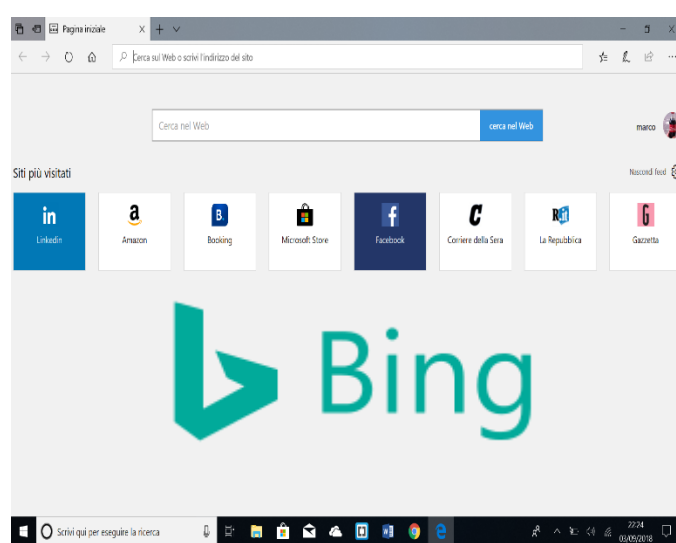 Pagina iniziale
Cerca sul Web o scrivi l'indirizzo del sito
Cerca nel Web
cerca nel Web
marco
Siti più visitati
Nascond feed
in
Linkedin
a
Amazon
B.
Booking
Microsoft Store
f
Facebook
C
Corriere della Sera
R.it
La Repubblica
G
Gazzetta
Bing
Scrivi qui per eseguire la ricerca
22:24
03/09/2018